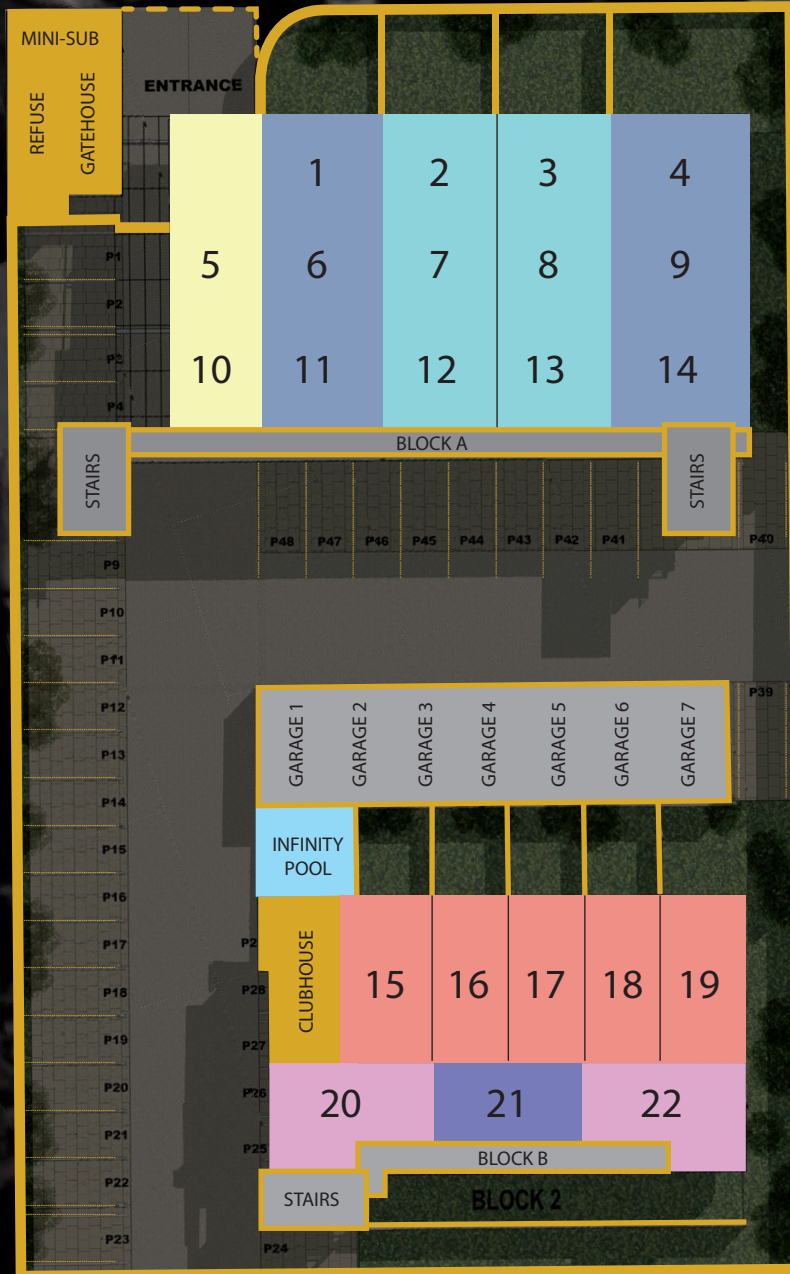 MINI-SUB
REFUSE
GATEHOUSE
ENTRANCE
1 2 3 4
5 6 7 8 9
10 11 12 13 14
P1
P2
P3
P4
BLOCK A
STAIRS
STAIRS
P48 P47 P46 P45 P44 P43 P42 P41 P40
P9
P10
P11
P12
P13
P14
P15
P16
P17
P18
P19
P20
P21
P22
P23
P39
GARAGE 1
GARAGE 2
GARAGE 3
GARAGE 4
GARAGE 5
GARAGE 6
GARAGE 7
INFINITY
POOL
CLUBHOUSE
15 16 17 18 19
P28
P27
P26
P25
20 21 22
BLOCK B
STAIRS
BLOCK 2
P24